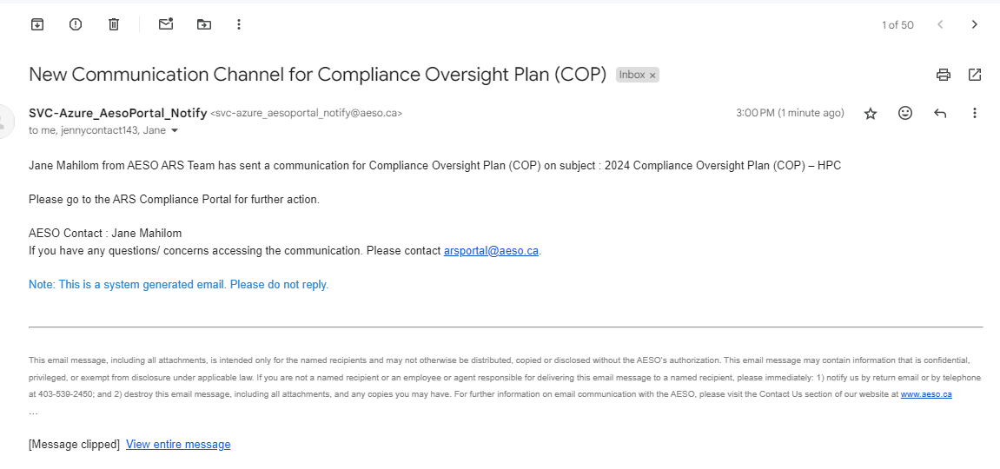 1 of 50
New Communication Channel for Compliance Oversight Plan (COP) Inbox ×
SVC-Azure_AesoPortal_Notify <svc-azure_aesoportal_notify@aeso.ca> 3:00 PM (1 minute ago)
to me, jennycontact143, Jane
Jane Mahilom from AESO ARS Team has sent a communication for Compliance Oversight Plan (COP) on subject : 2024 Compliance Oversight Plan (COP) – HPC
Please go to the ARS Compliance Portal for further action.
AESO Contact : Jane Mahilom
If you have any questions/ concerns accessing the communication. Please contact arsportal@aeso.ca.
Note: This is a system generated email. Please do not reply.
This email message, including all attachments, is intended only for the named recipients and may not otherwise be distributed, copied or disclosed without the AESO's authorization. This email message may contain information that is confidential,
privileged, or exempt from disclosure under applicable law. If you are not a named recipient or an employee or agent responsible for delivering this email message to a named recipient, please immediately: 1) notify us by return email or by telephone
at 403-539-2450; and 2) destroy this email message, including all attachments, and any copies you may have. For further information on email communication with the AESO, please visit the Contact Us section of our website at www.aeso.ca
...
[Message clipped] View entire message